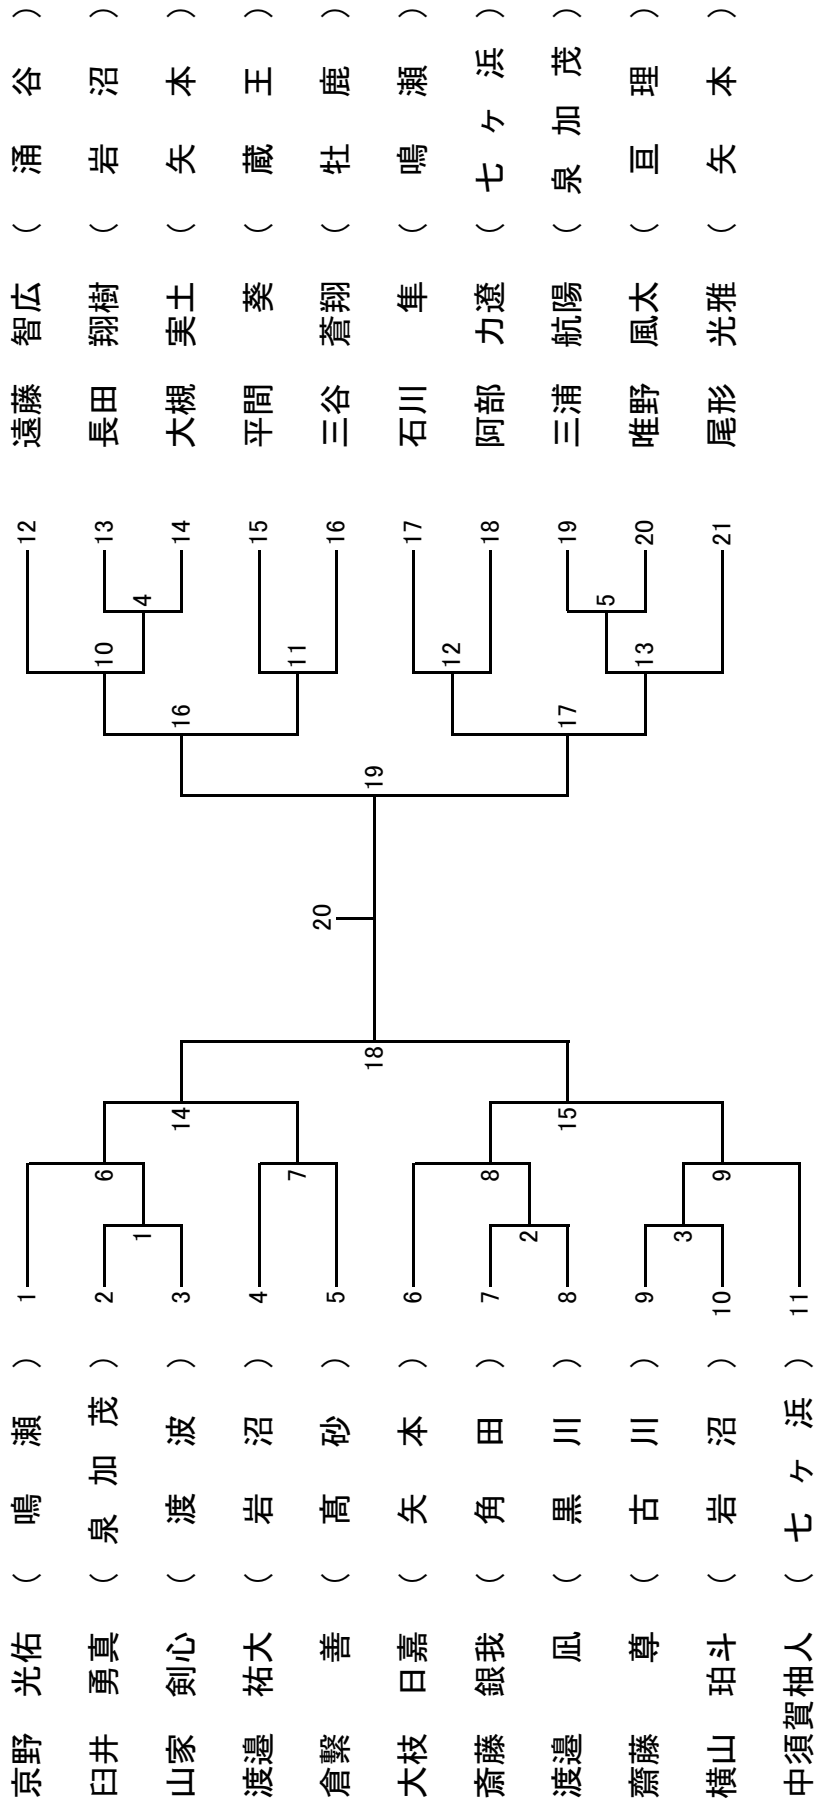 京野 光佑 （ 鳴瀬 ） 1
臼井 勇真 （ 泉加茂 ） 2
山家 剣心 （ 渡波 ） 3
渡邉 祐大 （ 岩沼 ） 4
倉繋 善 （ 髙砂 ） 5
大枝 日嘉 （ 矢本 ） 6
斎藤 銀我 （ 角田 ） 7
渡邉 凪 （ 黒川 ） 8
齋藤 尊 （ 古川 ） 9
横山 珀斗 （ 岩沼 ） 10
中須賀柚人 （ 七ヶ浜 ） 11
1
2
3
6
7
8
9
14
15
18
20
19
16
17
10
11
12
13
4
5
12 遠藤 智広 （ 涌谷 ）
13 長田 翔樹 （ 岩沼 ）
14 大槻 実土 （ 矢本 ）
15 平間 葵 （ 蔵王 ）
16 三谷 蒼翔 （ 牡鹿 ）
17 石川 隼 （ 鳴瀬 ）
18 阿部 力遼 （ 七ヶ浜 ）
19 三浦 航陽 （ 泉加茂 ）
20 唯野 風太 （ 亘理 ）
21 尾形 光雅 （ 矢本 ）